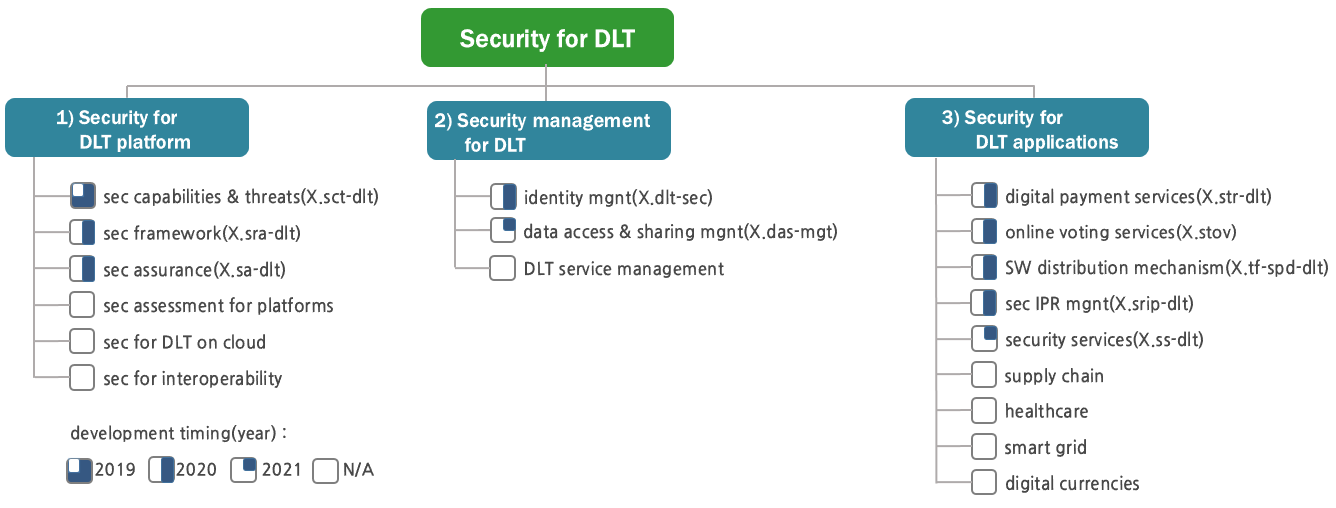 Security for DLT
1) Security for
DLT platform
sec capabilities & threats(X.sct-dlt)
sec framework(X.sra-dlt)
sec assurance(X.sa-dlt)
sec assessment for platforms
sec for DLT on cloud
sec for interoperability
2) Security management
for DLT
identity mgnt(X.dlt-sec)
data access & sharing mgnt(X.das-mgt)
DLT service management
3) Security for
DLT applications
digital payment services(X.str-dlt)
online voting services(X.stov)
SW distribution mechanism(X.tf-spd-dlt)
sec IPR mgnt(X.srip-dlt)
security services(X.ss-dlt)
supply chain
healthcare
smart grid
digital currencies
development timing(year) :
2019 2020 2021 N/A